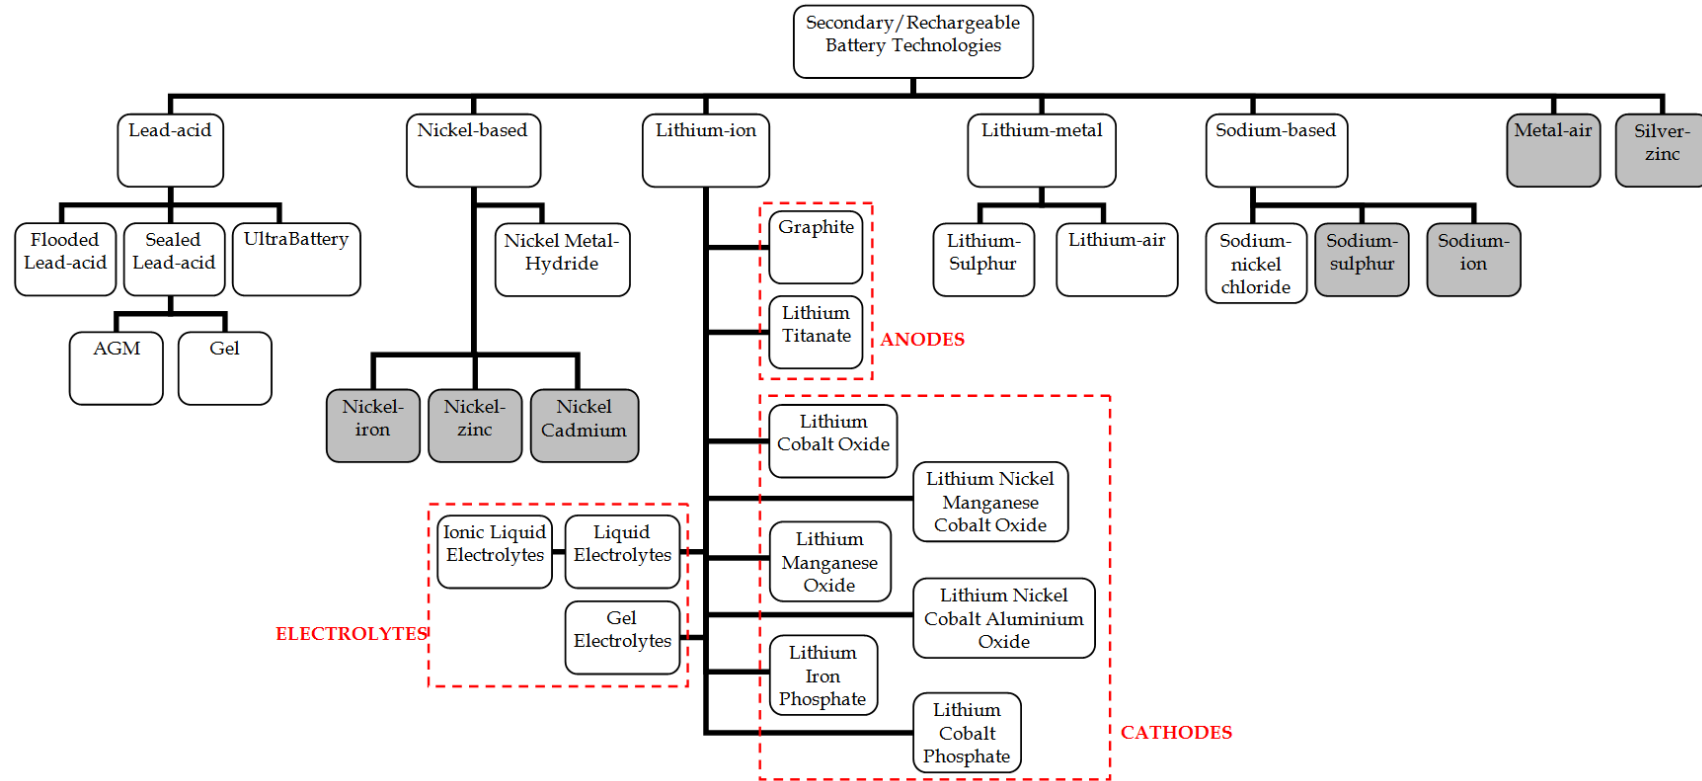 Secondary/Rechargeable
Battery Technologies
Lead-acid
Nickel-based
Lithium-ion
Lithium-metal
Sodium-based
Metal-air
Silver-
zinc
Flooded
Lead-acid
Sealed
Lead-acid
UltraBattery
Nickel Metal-
Hydride
Graphite
Lithium-
Sulphur
Lithium-air
Sodium-
nickel
chloride
Sodium-
sulphur
Sodium-
ion
AGM
Gel
Lithium
Titanate
ANODES
Nickel-
iron
Nickel-
zinc
Nickel
Cadmium
Lithium
Cobalt Oxide
Lithium Nickel
Manganese
Cobalt Oxide
Ionic Liquid
Electrolytes
Liquid
Electrolytes
Lithium
Manganese
Oxide
Gel
Electrolytes
ELECTROLYTES
Lithium Nickel
Cobalt Aluminium
Oxide
Lithium
Iron
Phosphate
Lithium
Cobalt
Phosphate
CATHODES